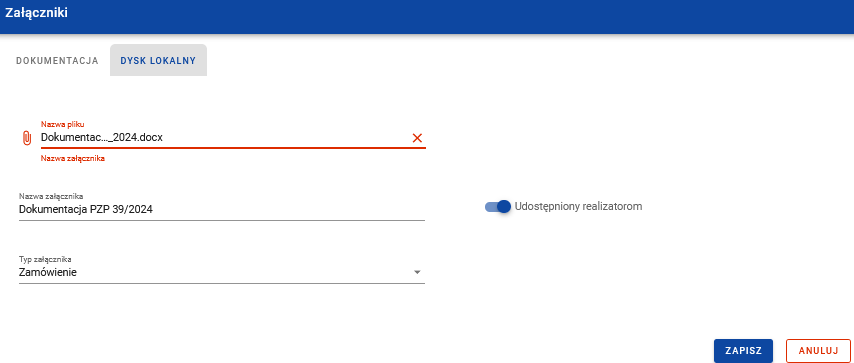 Załączniki
DOKUMENTACJA
DYSK LOKALNY
Nazwa pliku
Dokumentac..._2024.docx
Nazwa załącznika
Nazwa załącznika
Dokumentacja PZP 39/2024
Udostępniony realizatorom
Typ załącznika
Zamówienie
ZAPISZ
ANULUJ